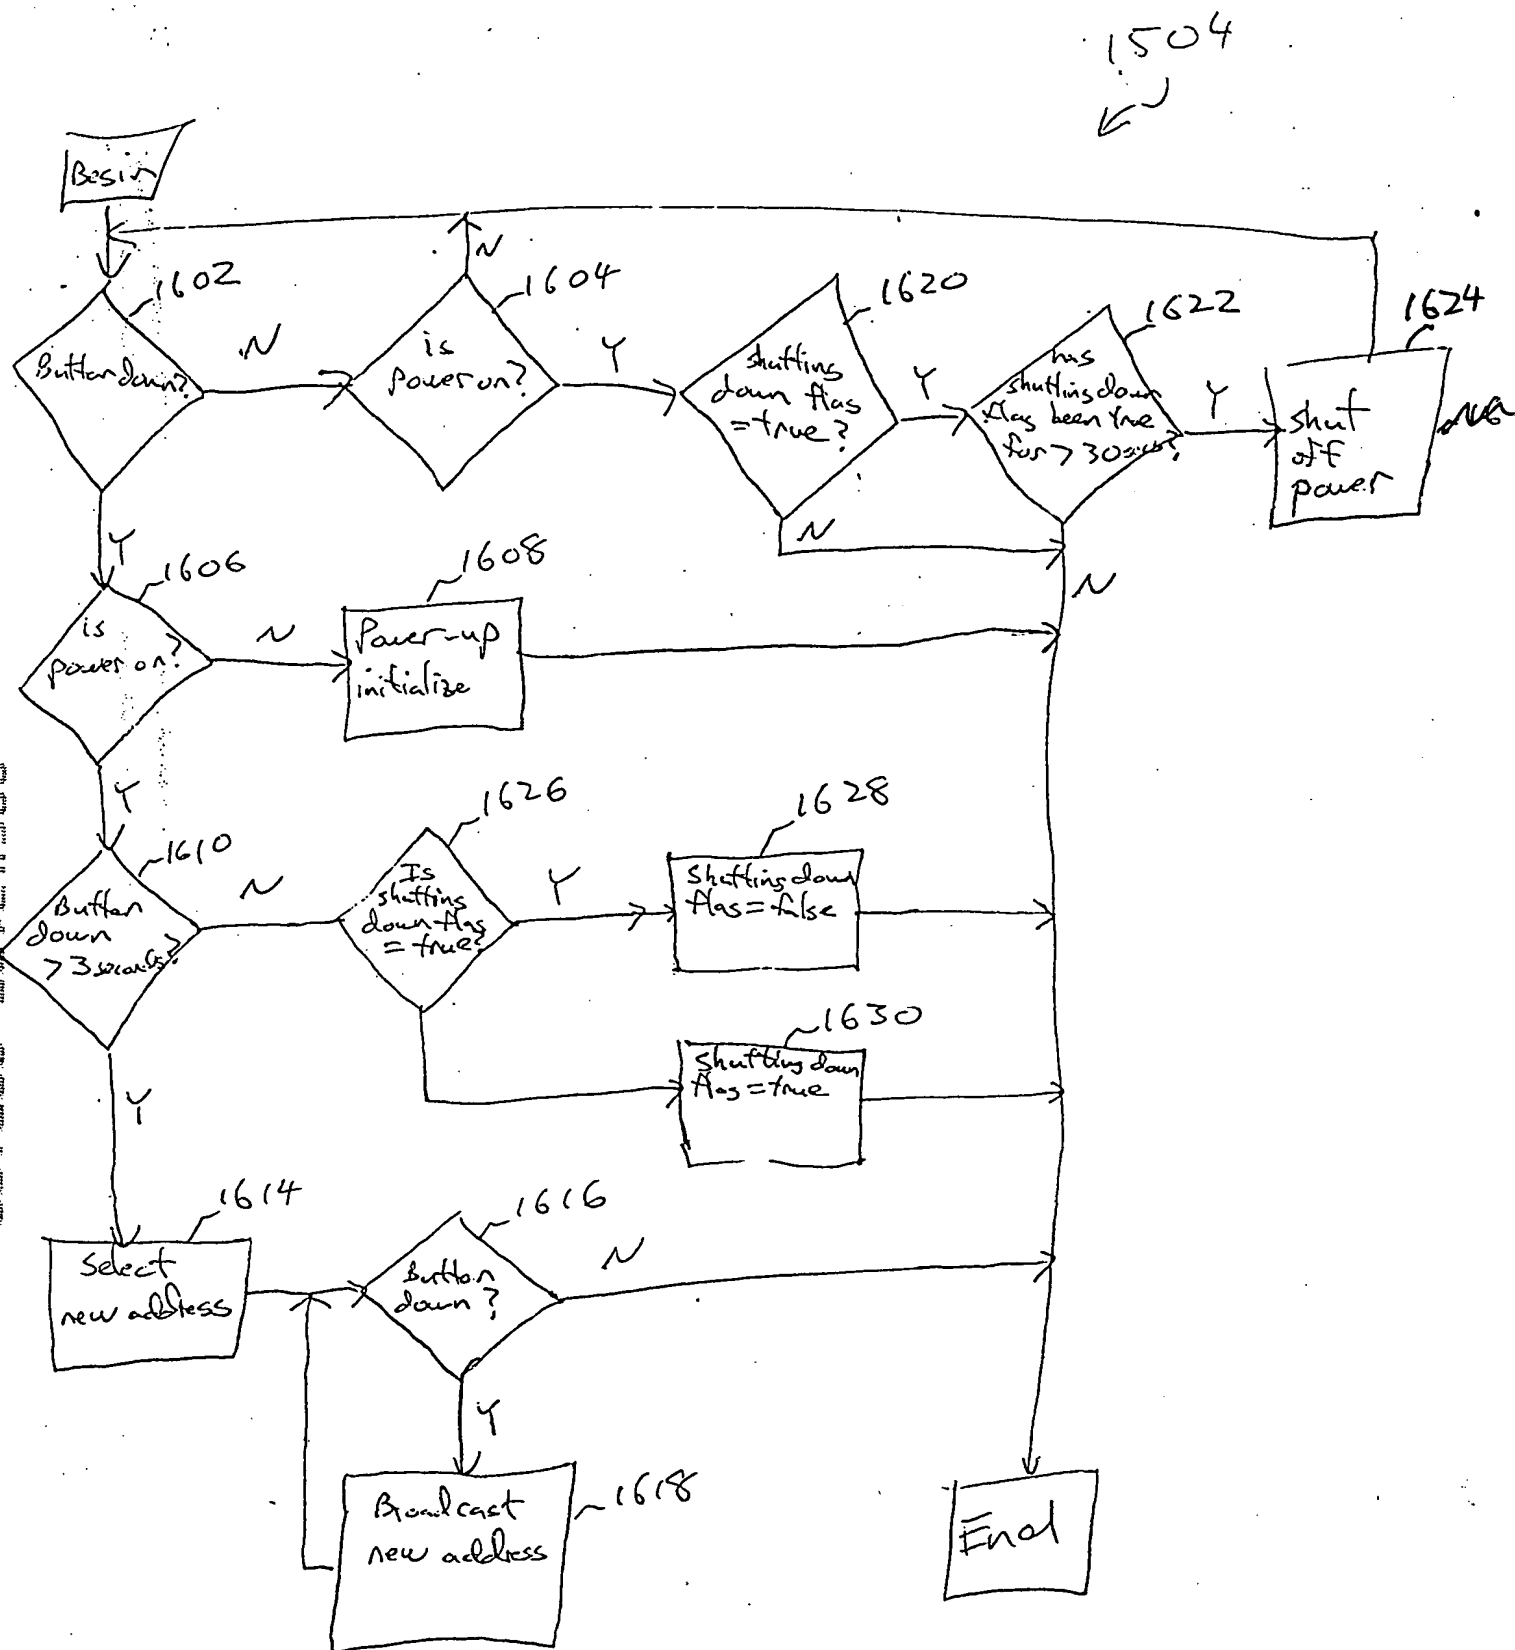 1504
Begin
1602
Button down?
N
Y
1604
is
power on?
N
Y
1620
shutting
down flag
=true?
Y
N
1622
has
shutting down
flag been true
for > 30 secs?
Y
N
1624
shut
off
power
1606
is
power on?
N
Y
1608
Power-up
initialize
1610
Button
down
>3 seconds?
N
Y
1626
Is
shutting
down flag
= true?
Y
1628
Shutting down
flag = false
1630
Shutting down
flag = true
1614
Select
new address
1616
Button
down?
N
Y
1618
Broadcast
new address
End